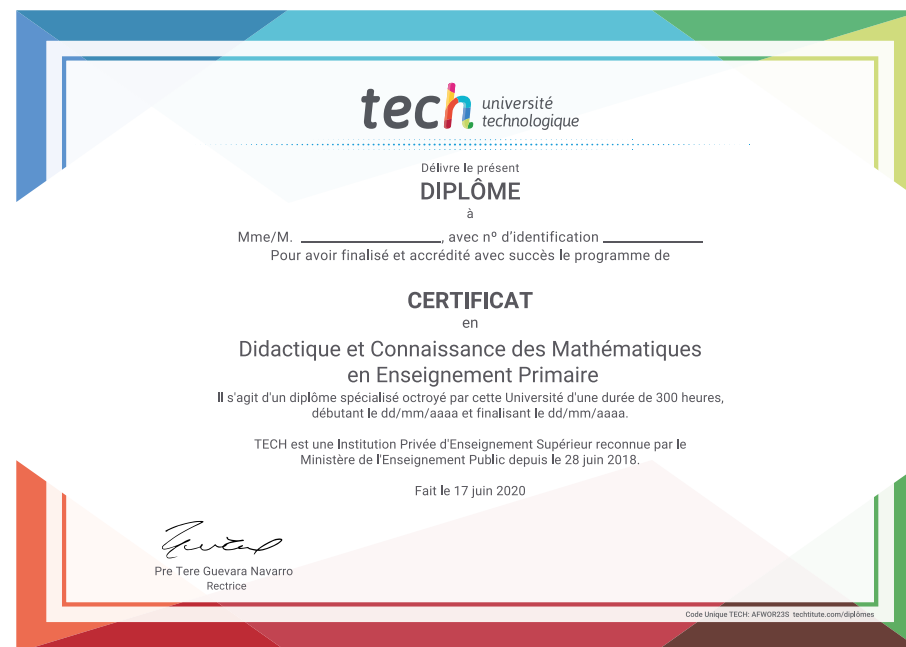 tech université
technologique
Délivre le présent
DIPLÔME
à
Mme/M. ____________________, avec nº d'identification ______________
Pour avoir finalisé et accrédité avec succès le programme de
CERTIFICAT
en
Didactique et Connaissance des Mathématiques
en Enseignement Primaire
Il s'agit d'un diplôme spécialisé octroyé par cette Université d'une durée de 300 heures,
débutant le dd/mm/aaaa et finalisant le dd/mm/aaaa.
TECH est une Institution Privée d'Enseignement Supérieur reconnue par le
Ministère de l'Enseignement Public depuis le 28 juin 2018.
Fait le 17 juin 2020
Pre Tere Guevara Navarro
Rectrice
Code Unique TECH: AFWOR23S techtitute.com/diplômes